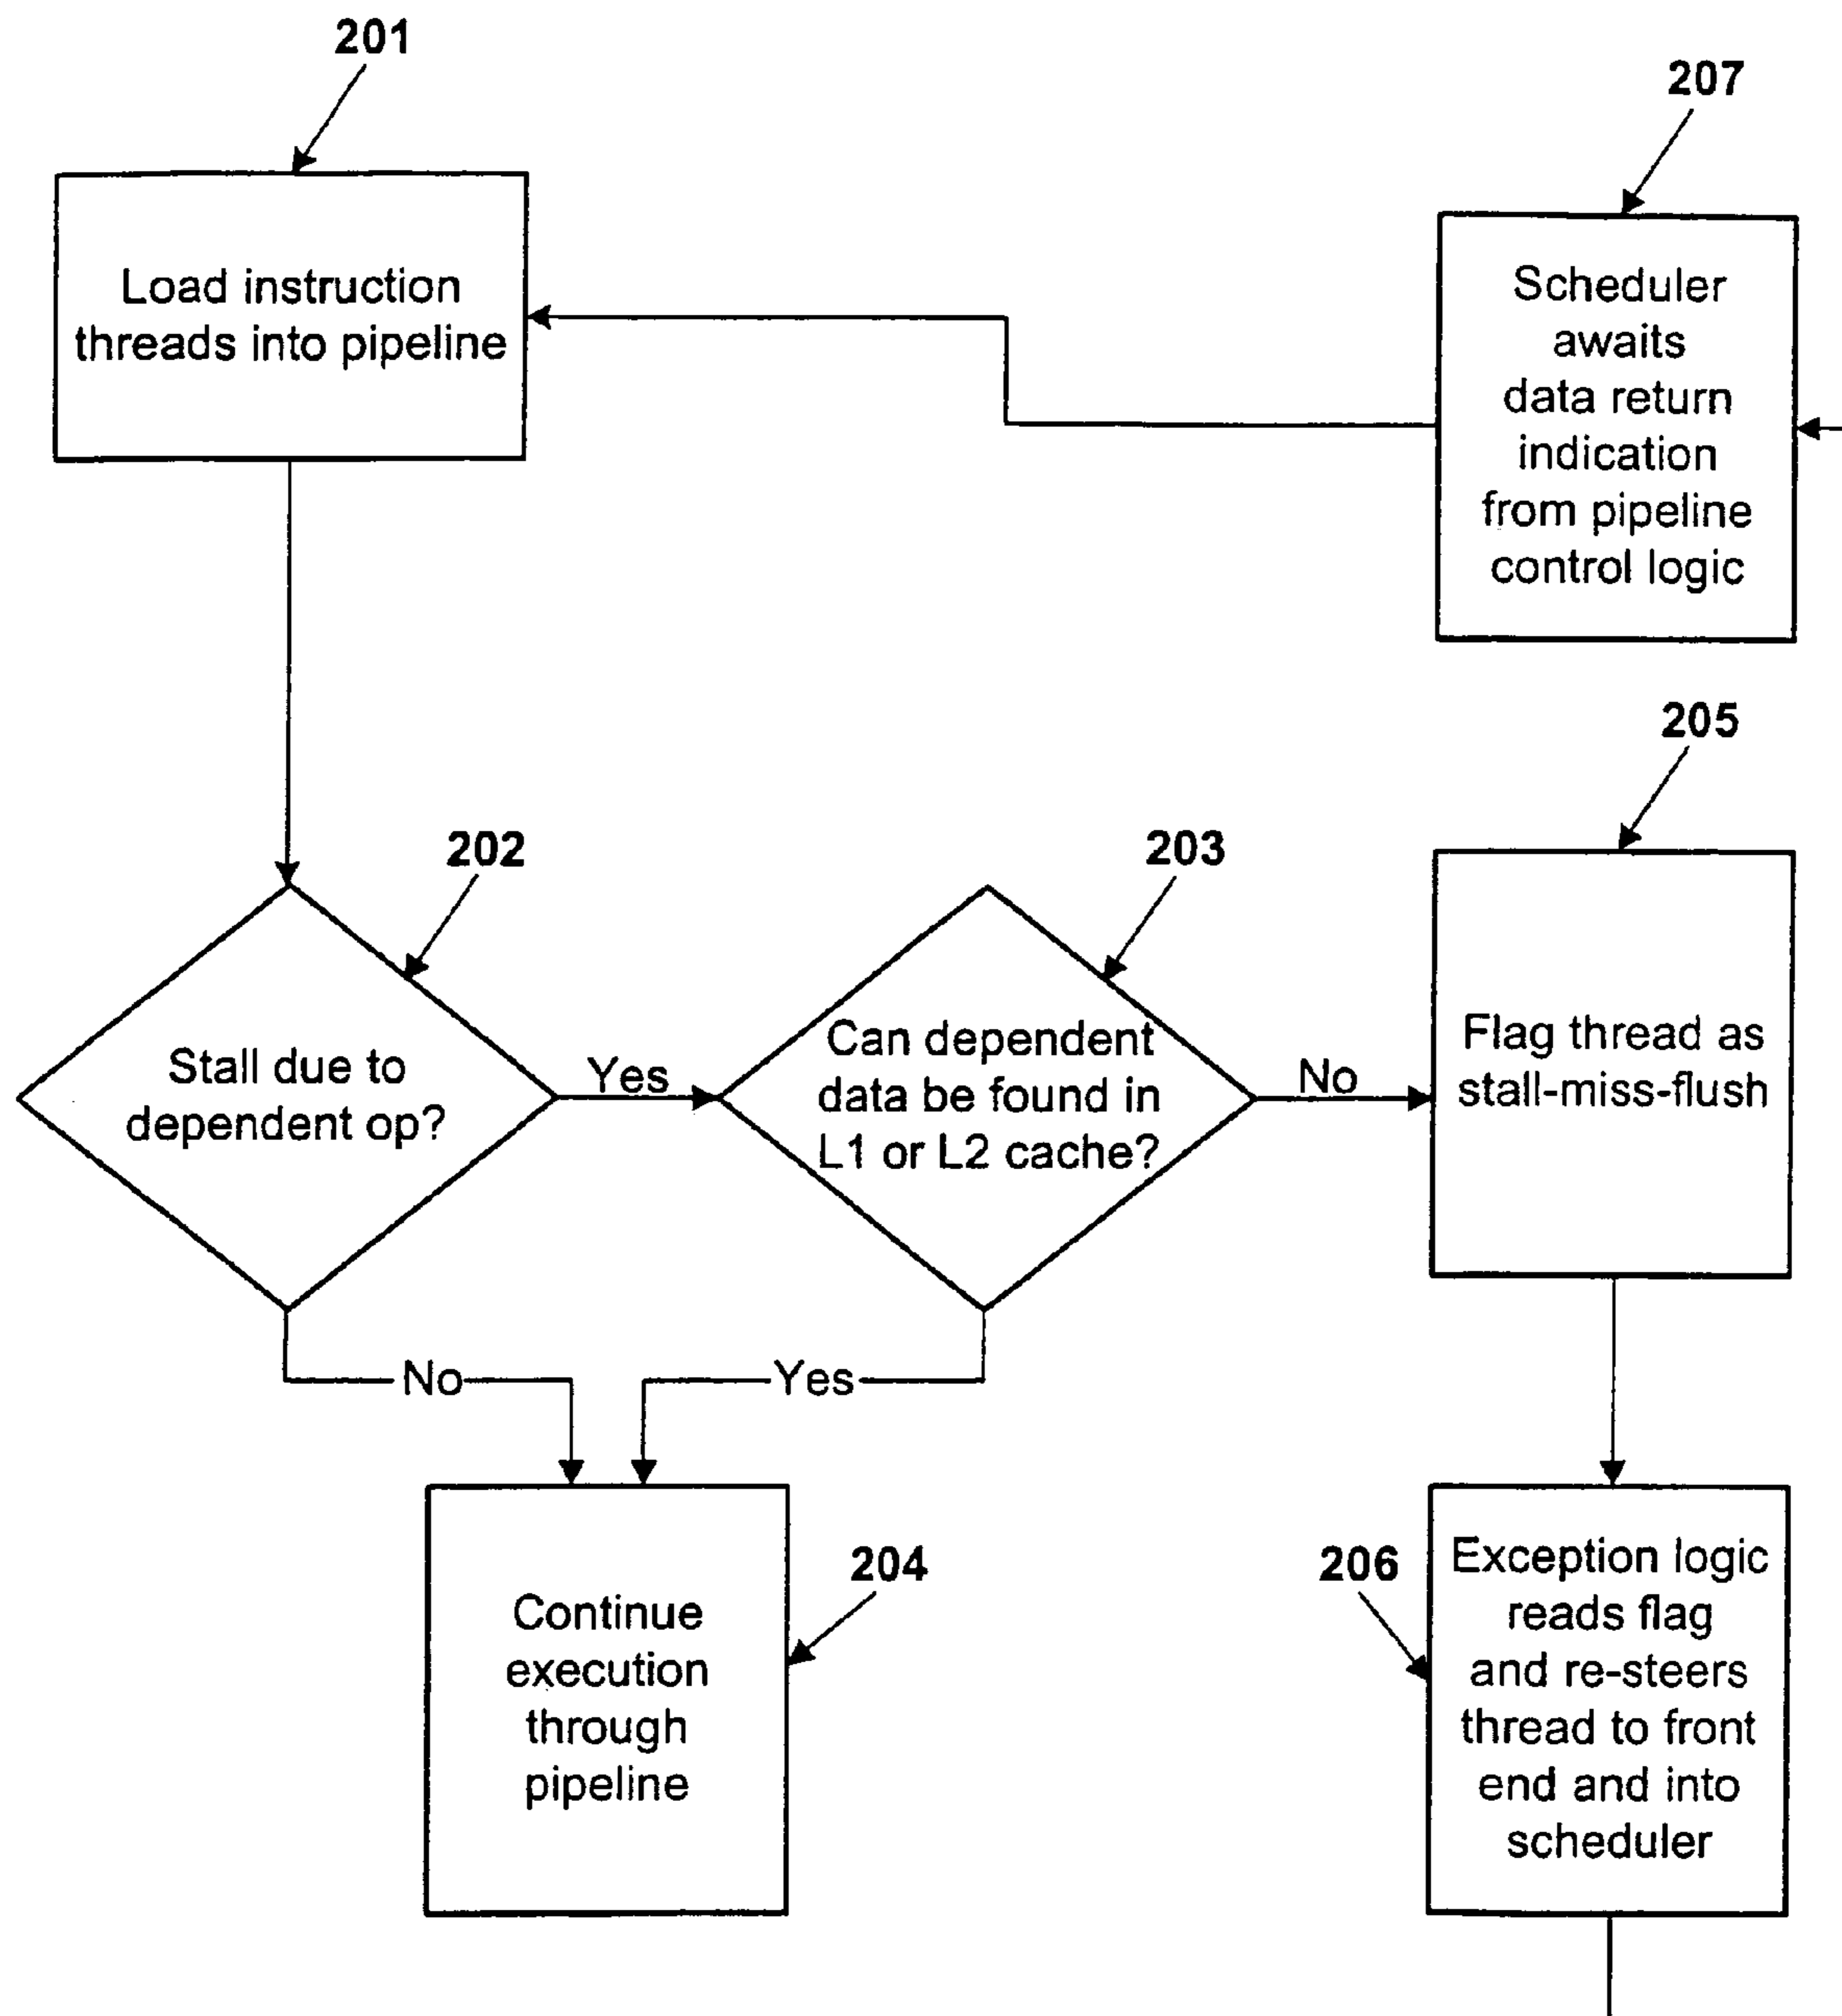 201
Load instruction
threads into pipeline
207
Scheduler
awaits
data return
indication
from pipeline
control logic
202
Stall due to
dependent op?
Yes
203
Can dependent
data be found in
L1 or L2 cache?
No
205
Flag thread as
stall-miss-flush
No
Yes
204
Continue
execution
through
pipeline
206
Exception logic
reads flag
and re-steers
thread to front
end and into
scheduler